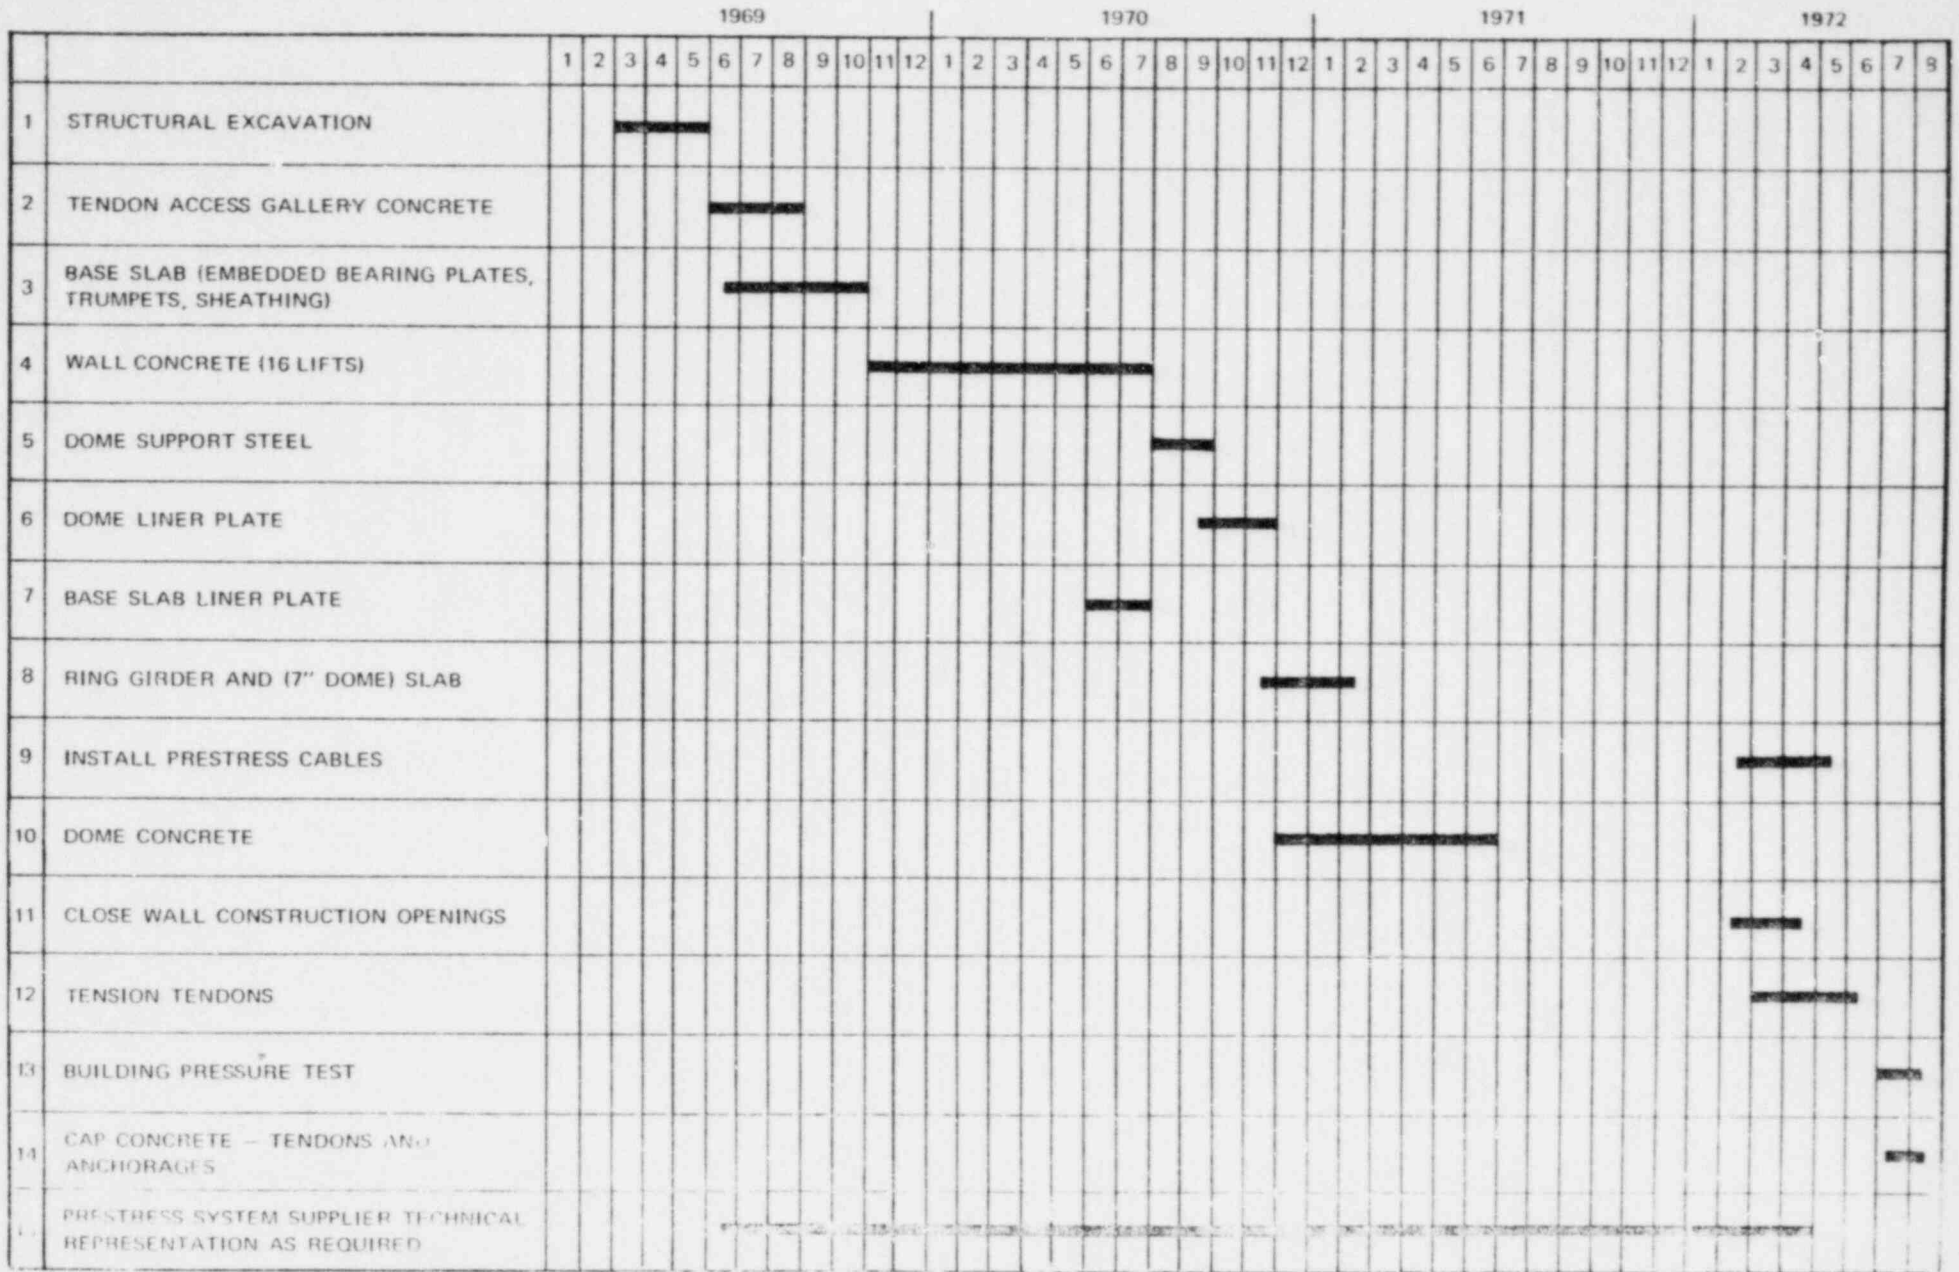 1969 1970 1971 1972
1 2 3 4 5 6 7 8 9 10 11 12 1 2 3 4 5 6 7 8 9 10 11 12 1 2 3 4 5 6 7 8 9 10 11 12 1 2 3 4 5 6 7 8
1 STRUCTURAL EXCAVATION
2 TENDON ACCESS GALLERY CONCRETE
3 BASE SLAB (EMBEDDED BEARING PLATES,
TRUMPETS, SHEATHING)
4 WALL CONCRETE (16 LIFTS)
5 DOME SUPPORT STEEL
6 DOME LINER PLATE
7 BASE SLAB LINER PLATE
8 RING GIRDER AND (7" DOME) SLAB
9 INSTALL PRESTRESS CABLES
10 DOME CONCRETE
11 CLOSE WALL CONSTRUCTION OPENINGS
12 TENSION TENDONS
13 BUILDING PRESSURE TEST
14 CAP CONCRETE – TENDONS AND
ANCHORAGES
PRESTRESS SYSTEM SUPPLIER TECHNICAL
REPRESENTATION AS REQUIRED